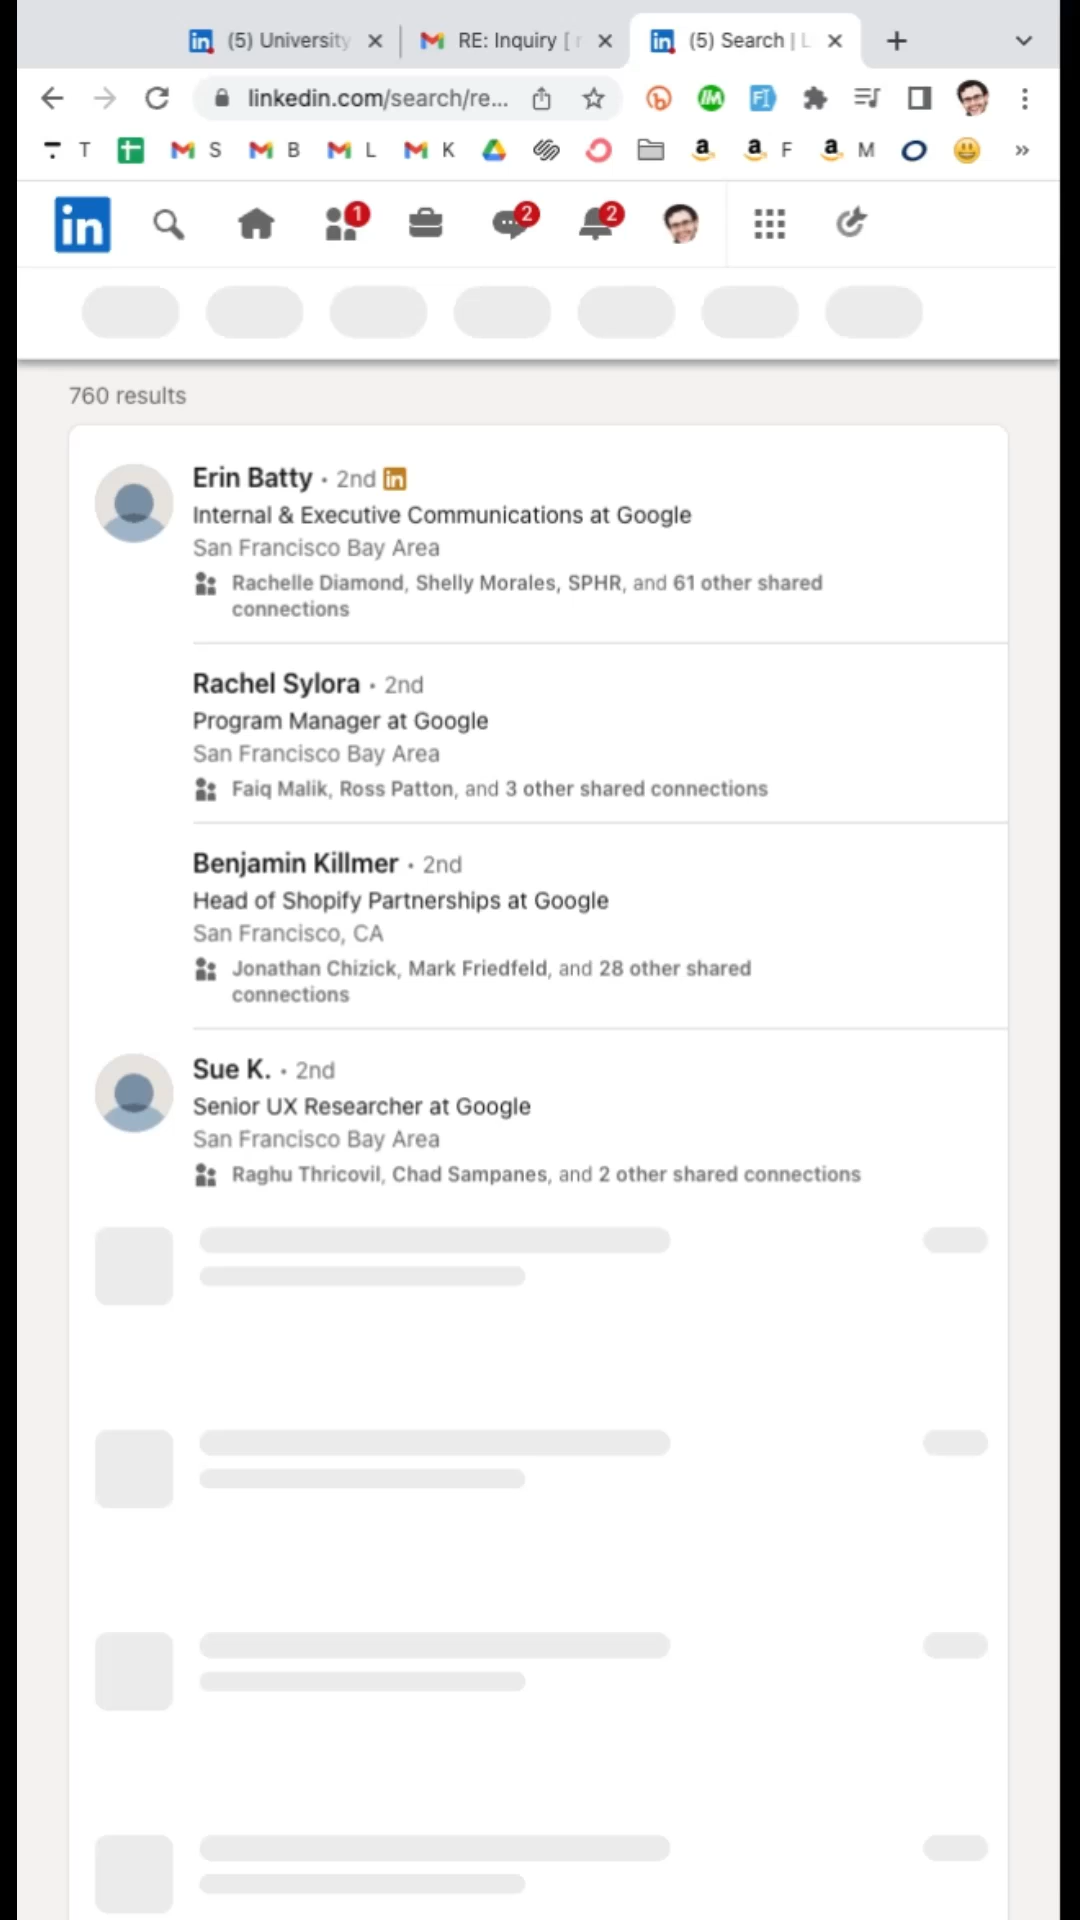 (5) University
RE: Inquiry [
(5) Search | L
linkedin.com/search/re...
T S B L K F M
1 2 2
760 results
Erin Batty • 2nd in
Internal & Executive Communications at Google
San Francisco Bay Area
Rachelle Diamond, Shelly Morales, SPHR, and 61 other shared
connections
Rachel Sylora • 2nd
Program Manager at Google
San Francisco Bay Area
Faiq Malik, Ross Patton, and 3 other shared connections
Benjamin Killmer • 2nd
Head of Shopify Partnerships at Google
San Francisco, CA
Jonathan Chizick, Mark Friedfeld, and 28 other shared
connections
Sue K. • 2nd
Senior UX Researcher at Google
San Francisco Bay Area
Raghu Thricovil, Chad Sampanes, and 2 other shared connections